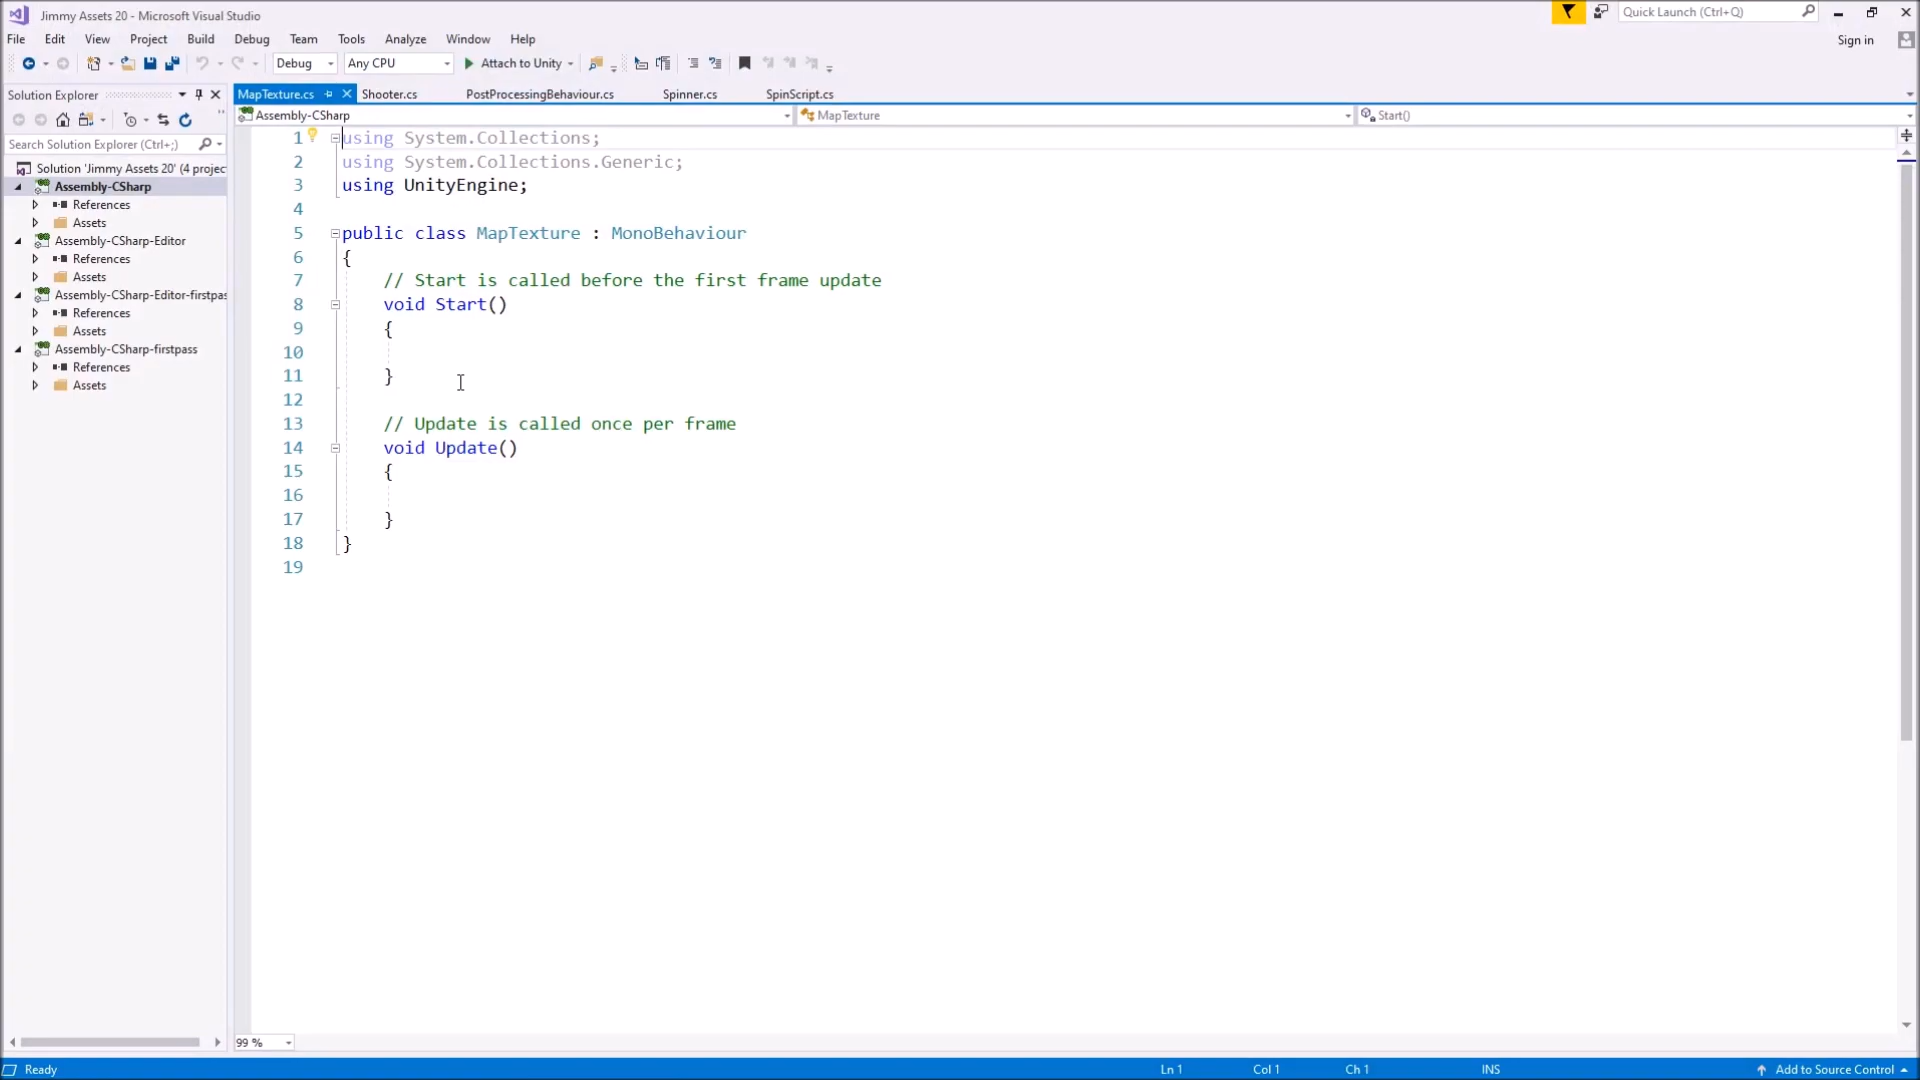 Jimmy Assets 20 - Microsoft Visual Studio
Quick Launch (Ctrl+Q)
File Edit View Project Build Debug Team Tools Analyze Window Help
Sign in
Debug Any CPU Attach to Unity
Solution Explorer
MapTexture.cs Shooter.cs PostProcessingBehaviour.cs Spinner.cs SpinScript.cs
Assembly-CSharp MapTexture Start()
Search Solution Explorer (Ctrl+;)
Solution 'Jimmy Assets 20' (4 projec
Assembly-CSharp
References
Assets
Assembly-CSharp-Editor
References
Assets
Assembly-CSharp-Editor-firstpas
References
Assets
Assembly-CSharp-firstpass
References
Assets
1 using System.Collections;
2 using System.Collections.Generic;
3 using UnityEngine;
4
5 public class MapTexture : MonoBehaviour
6 {
7 // Start is called before the first frame update
8 void Start()
9 {
10
11 }
12
13 // Update is called once per frame
14 void Update()
15 {
16
17 }
18 }
19
99 %
Ready Ln 1 Col 1 Ch 1 INS Add to Source Control